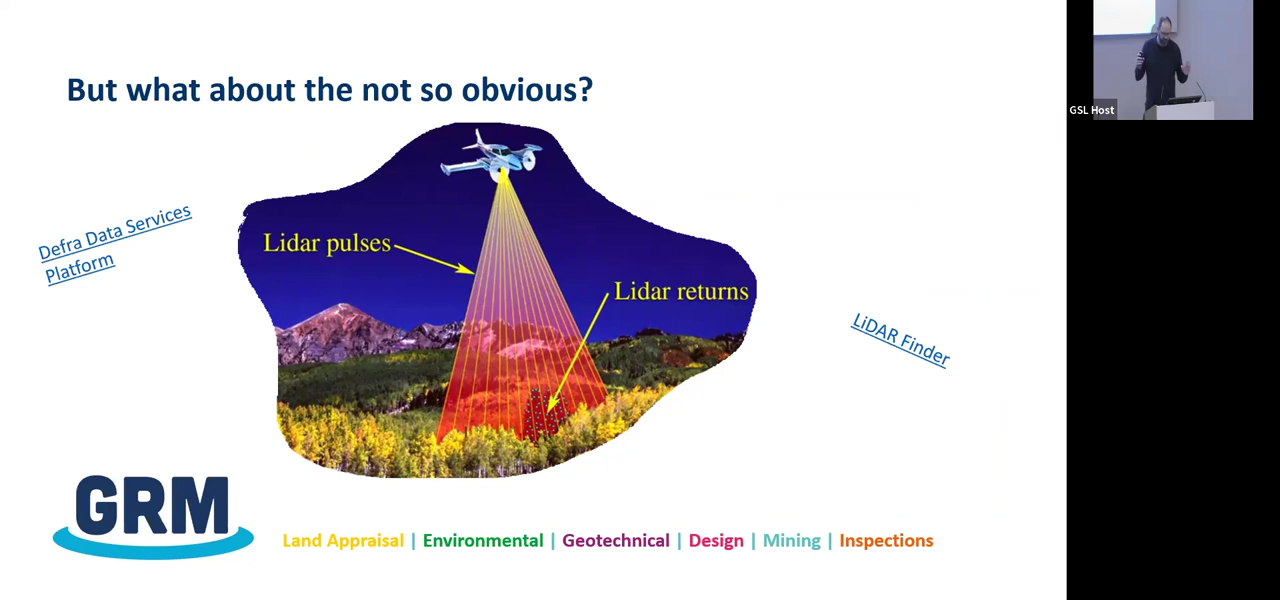 But what about the not so obvious?
GSL Host
Defra Data Services
Platform
Lidar pulses
Lidar returns
LiDAR Finder
GRM
Land Appraisal | Environmental | Geotechnical | Design | Mining | Inspections